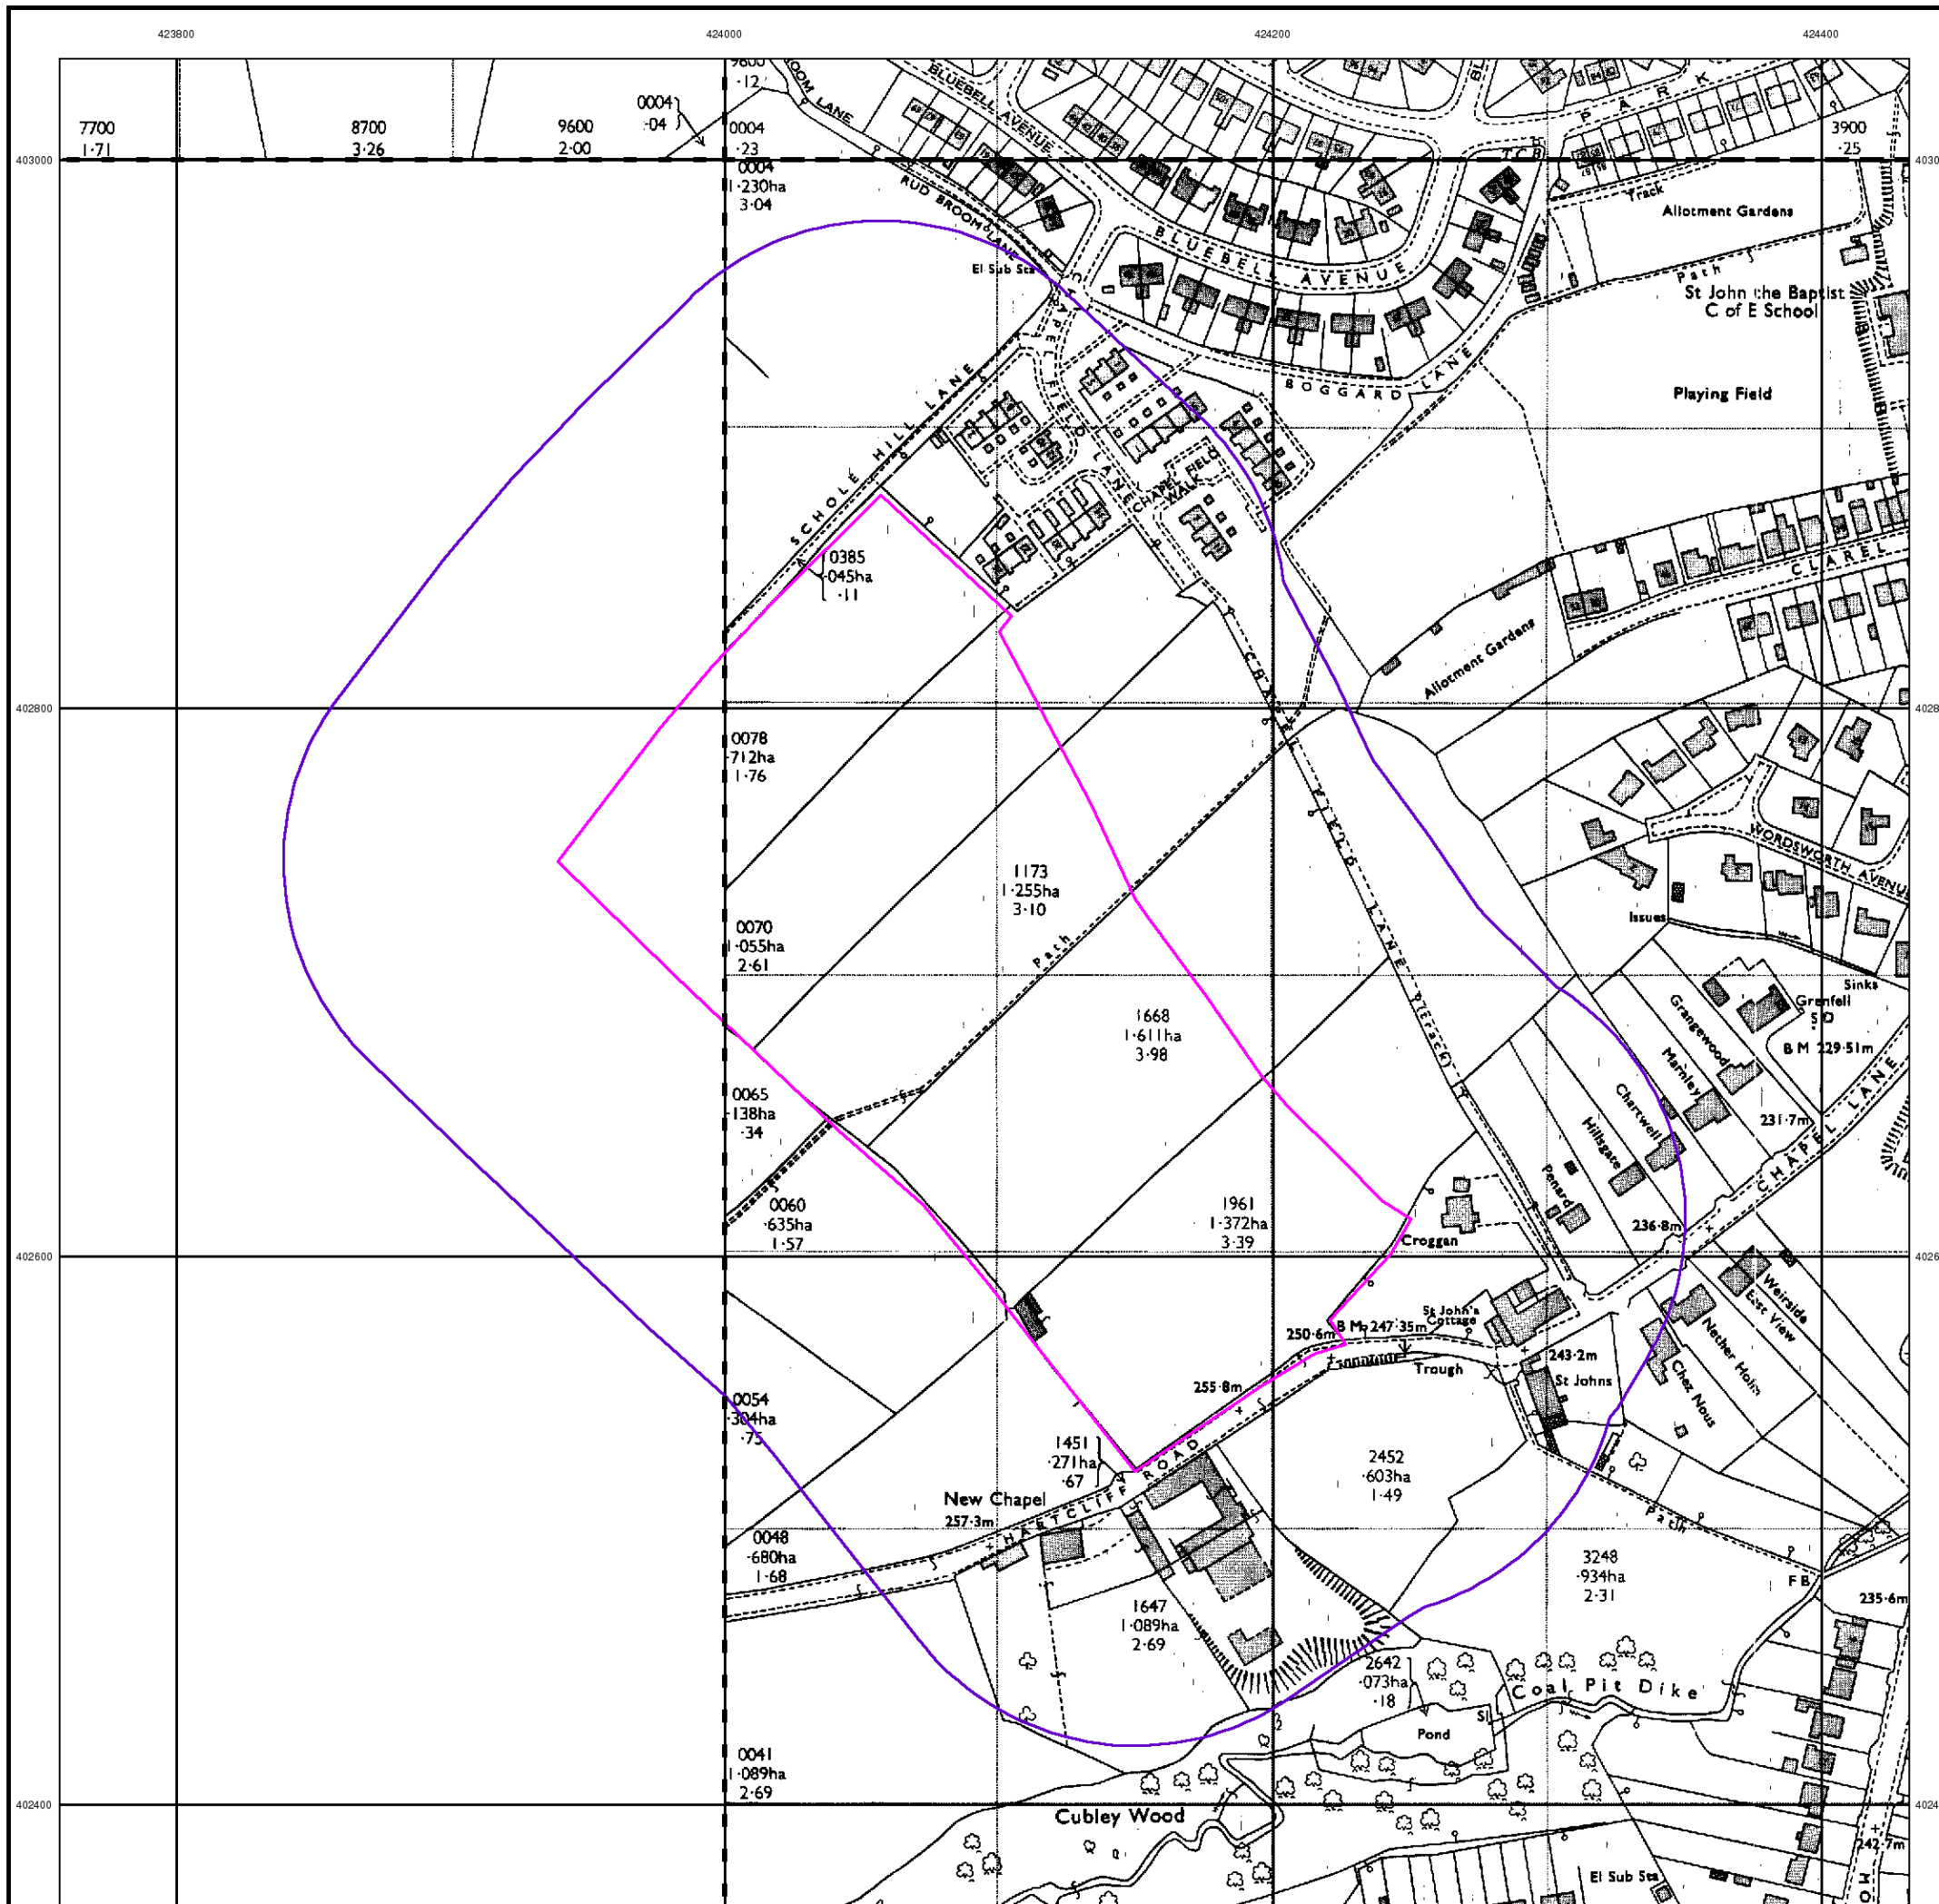 423800
424000
424200
424400
0004
·04
9600
·12
OOM LANE
BLUEBELL AVENUE
PARK
7700
1·71
8700
3·26
9600
2·00
0004
·23
3900
·25
403000
0004
1·230ha
3·04
T C B
RUD BROOM LANE
Track
Allotment Gardens
BLUEBELL AVENUE
El Sub Sta
Path
St John the Baptist
C of E School
CHAPEL FIELD LANE
BOGGARD LANE
Playing Field
SCHOLE HILL LANE
CHAPEL FIELD
WALK
0385
·045ha
·11
CLAREL
Allotment Gardens
402800
0078
·712ha
1·76
CHAPEL FIELD LANE
(Track)
WORDSWORTH AVENUE
1173
1·255ha
3·10
Issues
Path
0070
1·055ha
2·61
Sinks
Grenfell
1668
1·611ha
3·98
Grangewood
B M 229·51m
Marnley
0065
·138ha
·34
Chartwell
231·7m
Hillsgate
CHAPEL LANE
Penard
0060
·635ha
1·57
1961
1·372ha
3·39
236·8m
Croggan
402600
Weirside
East View
St John's
Cottage
B M 247·35m
250·6m
Nether Holm
Trough
243·2m
St Johns
Chez Nous
255·8m
0054
·304ha
·75
1451
·271ha
·67
HARTCLIFF ROAD
2452
·603ha
1·49
New Chapel
257·3m
Path
0048
·680ha
1·68
3248
·934ha
2·31
F B
235·6m
1647
1·089ha
2·69
2642
·073ha
·18
Coal Pit Dike
Sl
Pond
0041
1·089ha
2·69
402400
Cubley Wood
242·7m
El Sub Sta